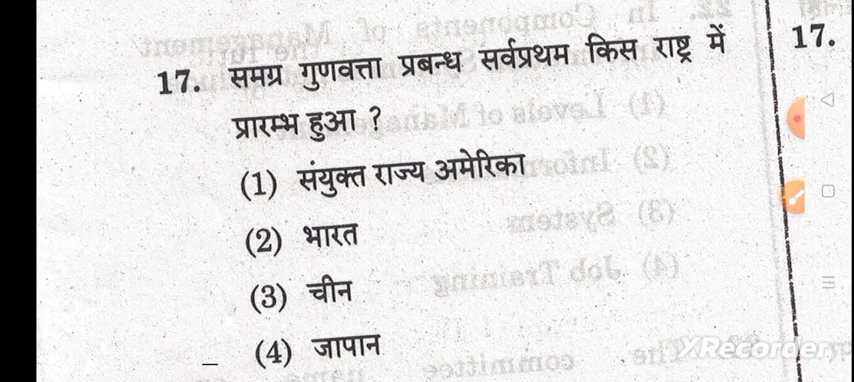 17. समग्र गुणवत्ता प्रबन्ध सर्वप्रथम किस राष्ट्र में
प्रारम्भ हुआ ?
(1) संयुक्त राज्य अमेरिका
(2) भारत
(3) चीन
(4) जापान
17.
XRecorder